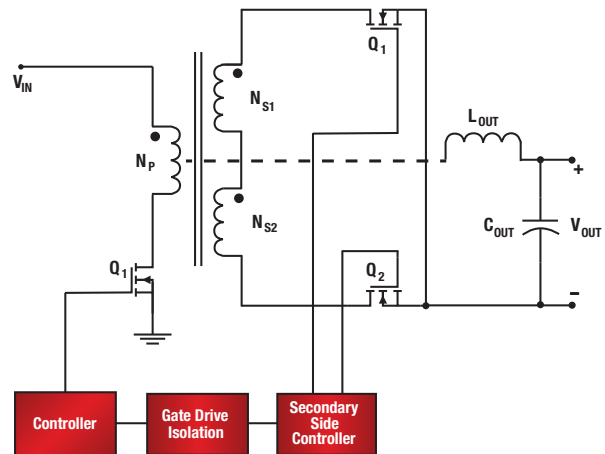 Q1
VIN
NS1
LOUT
NP
+
NS2
COUT
VOUT
Q1
Q2
-
Controller
Gate Drive
Isolation
Secondary
Side
Controller